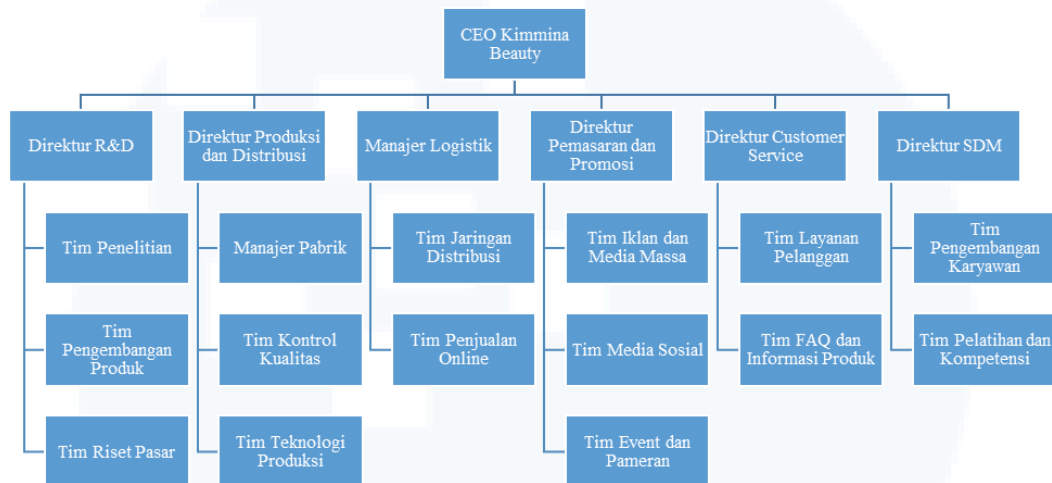 CEO Kimmina
Beauty
Direktur R&D
Direktur Produksi
dan Distribusi
Manajer Logistik
Direktur
Pemasaran dan
Promosi
Direktur Customer
Service
Direktur SDM
Tim Penelitian
Manajer Pabrik
Tim Jaringan
Distribusi
Tim Iklan dan
Media Massa
Tim Layanan
Pelanggan
Tim
Pengembangan
Karyawan
Tim
Pengembangan
Produk
Tim Kontrol
Kualitas
Tim Penjualan
Online
Tim Media Sosial
Tim FAQ dan
Informasi Produk
Tim Pelatihan dan
Kompetensi
Tim Riset Pasar
Tim Teknologi
Produksi
Tim Event dan
Pameran